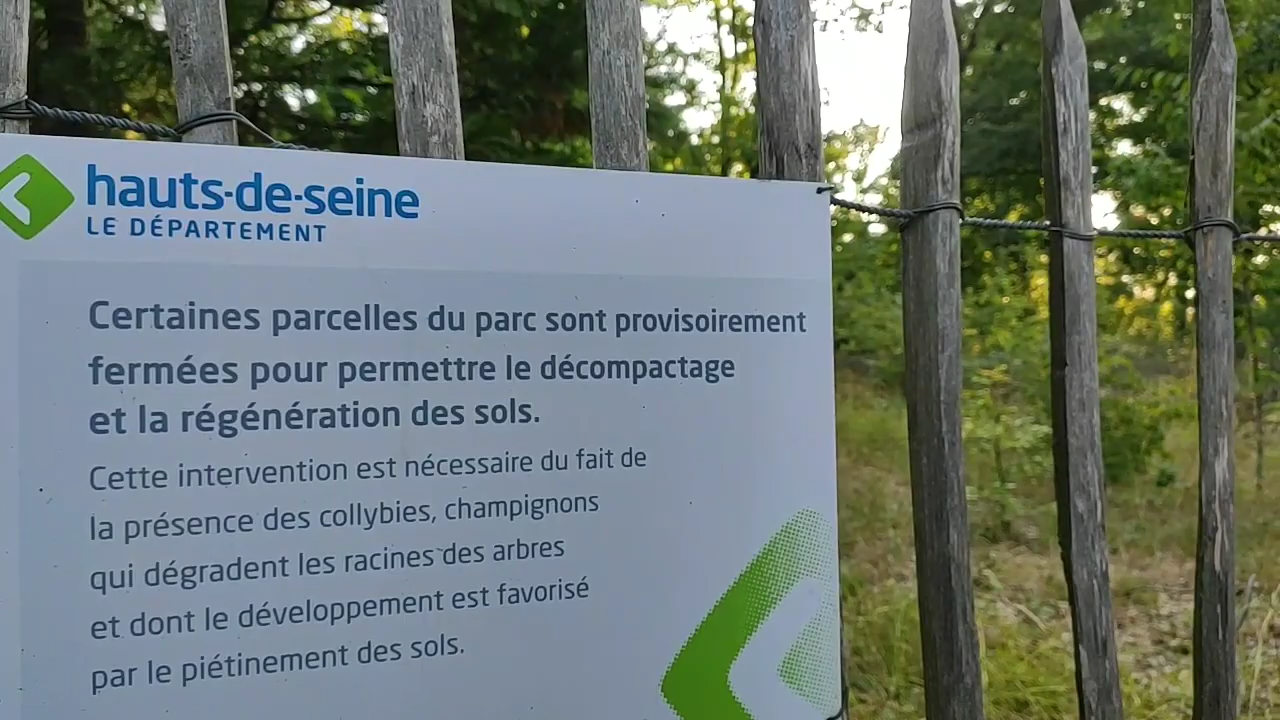 hauts-de-seine
LE DÉPARTEMENT
Certaines parcelles du parc sont provisoirement
fermées pour permettre le décompactage
et la régénération des sols.
Cette intervention est nécessaire du fait de
la présence des collybies, champignons
qui dégradent les racines des arbres
et dont le développement est favorisé
par le piétinement des sols.